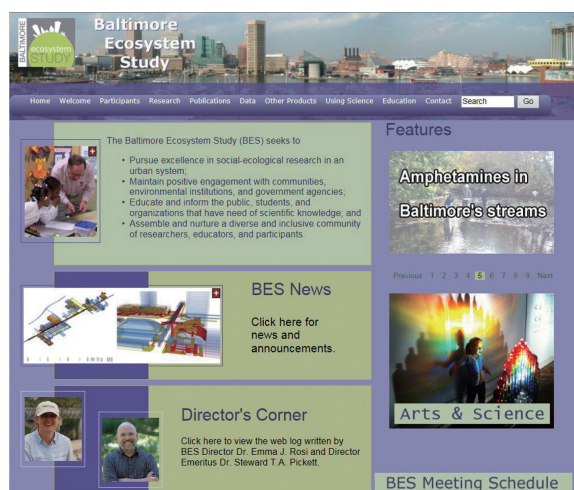 BALTIMORE
ecosystem
STUDY
Baltimore
Ecosystem
Study
Home Welcome Participants Research Publications Data Other Products Using Science Education Contact Search Go
The Baltimore Ecosystem Study (BES) seeks to
• Pursue excellence in social-ecological research in an
urban system;
• Maintain positive engagement with communities,
environmental institutions, and government agencies;
• Educate and inform the public, students, and
organizations that have need of scientific knowledge; and
• Assemble and nurture a diverse and inclusive community
of researchers, educators, and participants.
BES News
Click here for
news and
announcements.
Director's Corner
Click here to view the web log written by
BES Director Dr. Emma J. Rosi and Director
Emeritus Dr. Steward T.A. Pickett.
Features
Amphetamines in
Baltimore's streams
Previous 1 2 3 4 5 6 7 8 9 Next
Arts & Science
BES Meeting Schedule